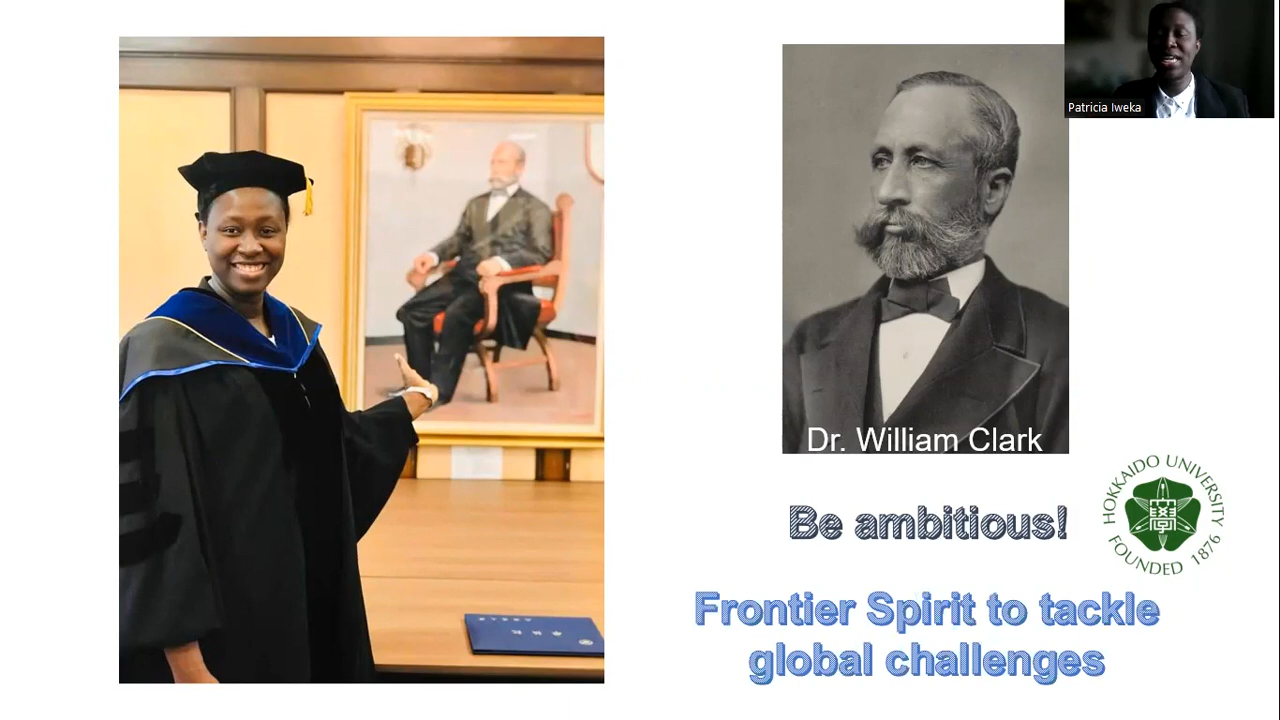 Patricia Iweka
Dr. William Clark
Be ambitious!
HOKKAIDO UNIVERSITY
FOUNDED 1876
Frontier Spirit to tackle
global challenges